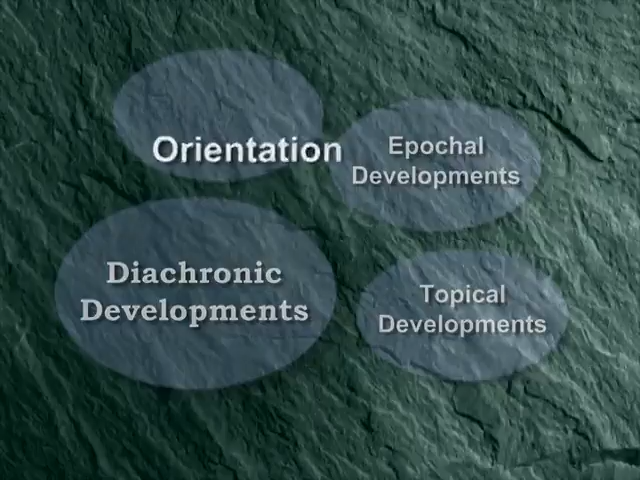 Orientation
Epochal
Developments
Diachronic
Developments
Topical
Developments